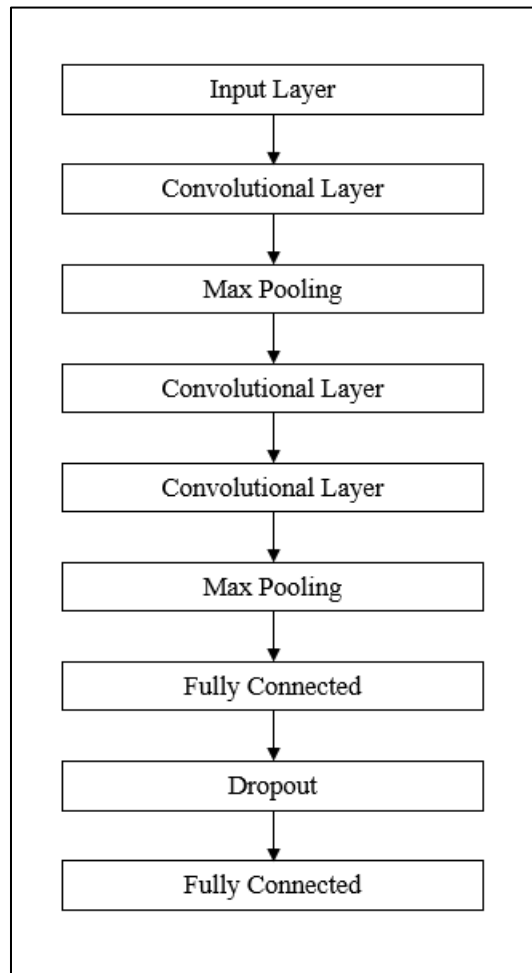 Input Layer
Convolutional Layer
Max Pooling
Convolutional Layer
Convolutional Layer
Max Pooling
Fully Connected
Dropout
Fully Connected